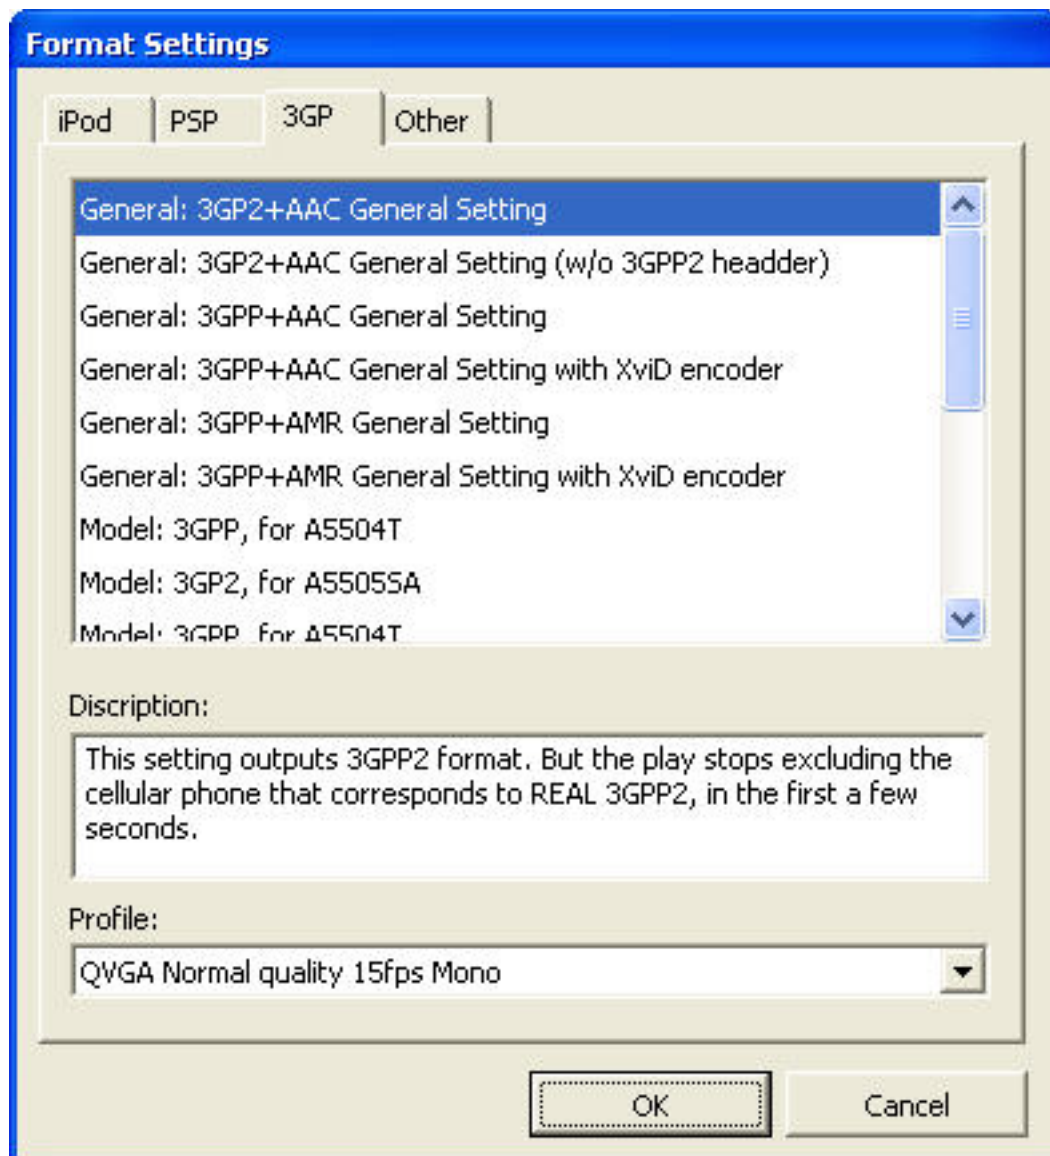 Format Settings
iPod
PSP
3GP
Other
General: 3GP2+AAC General Setting
General: 3GP2+AAC General Setting (w/o 3GPP2 headder)
General: 3GPP+AAC General Setting
General: 3GPP+AAC General Setting with XviD encoder
General: 3GPP+AMR General Setting
General: 3GPP+AMR General Setting with XviD encoder
Model: 3GPP, for A5504T
Model: 3GP2, for A5505SA
Model: 3GPP, for A5504T
Discription:
This setting outputs 3GPP2 format. But the play stops excluding the
cellular phone that corresponds to REAL 3GPP2, in the first a few
seconds.
Profile:
QVGA Normal quality 15fps Mono
OK
Cancel